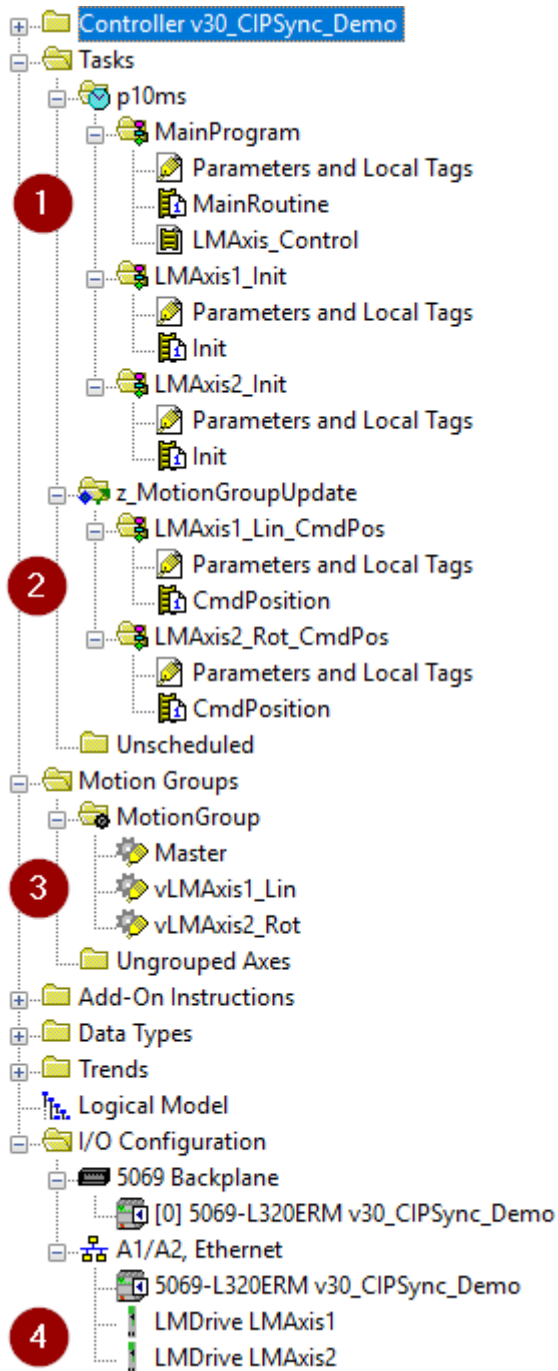 Controller v30_CIPSync_Demo
Tasks
p10ms
MainProgram
Parameters and Local Tags
1
MainRoutine
LMAxis_Control
LMAxis1_Init
Parameters and Local Tags
Init
LMAxis2_Init
Parameters and Local Tags
Init
z_MotionGroupUpdate
LMAxis1_Lin_CmdPos
Parameters and Local Tags
2
CmdPosition
LMAxis2_Rot_CmdPos
Parameters and Local Tags
CmdPosition
Unscheduled
Motion Groups
MotionGroup
Master
3
vLMAxis1_Lin
vLMAxis2_Rot
Ungrouped Axes
Add-On Instructions
Data Types
Trends
Logical Model
I/O Configuration
5069 Backplane
[0] 5069-L320ERM v30_CIPSync_Demo
A1/A2, Ethernet
5069-L320ERM v30_CIPSync_Demo
4
LMDrive LMAxis1
LMDrive LMAxis2